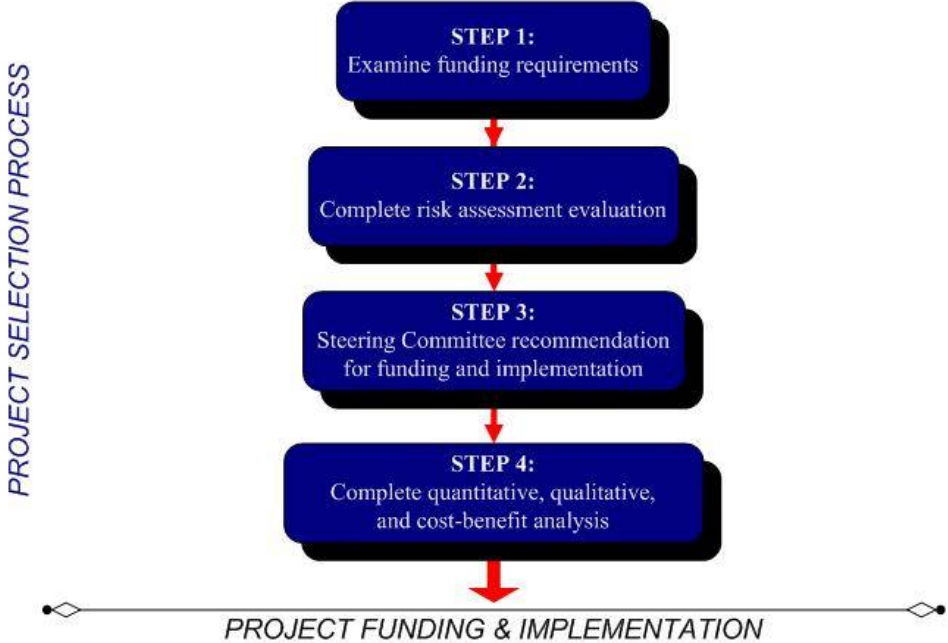 PROJECT SELECTION PROCESS
STEP 1:
Examine funding requirements
STEP 2:
Complete risk assessment evaluation
STEP 3:
Steering Committee recommendation
for funding and implementation
STEP 4:
Complete quantitative, qualitative,
and cost-benefit analysis
PROJECT FUNDING & IMPLEMENTATION